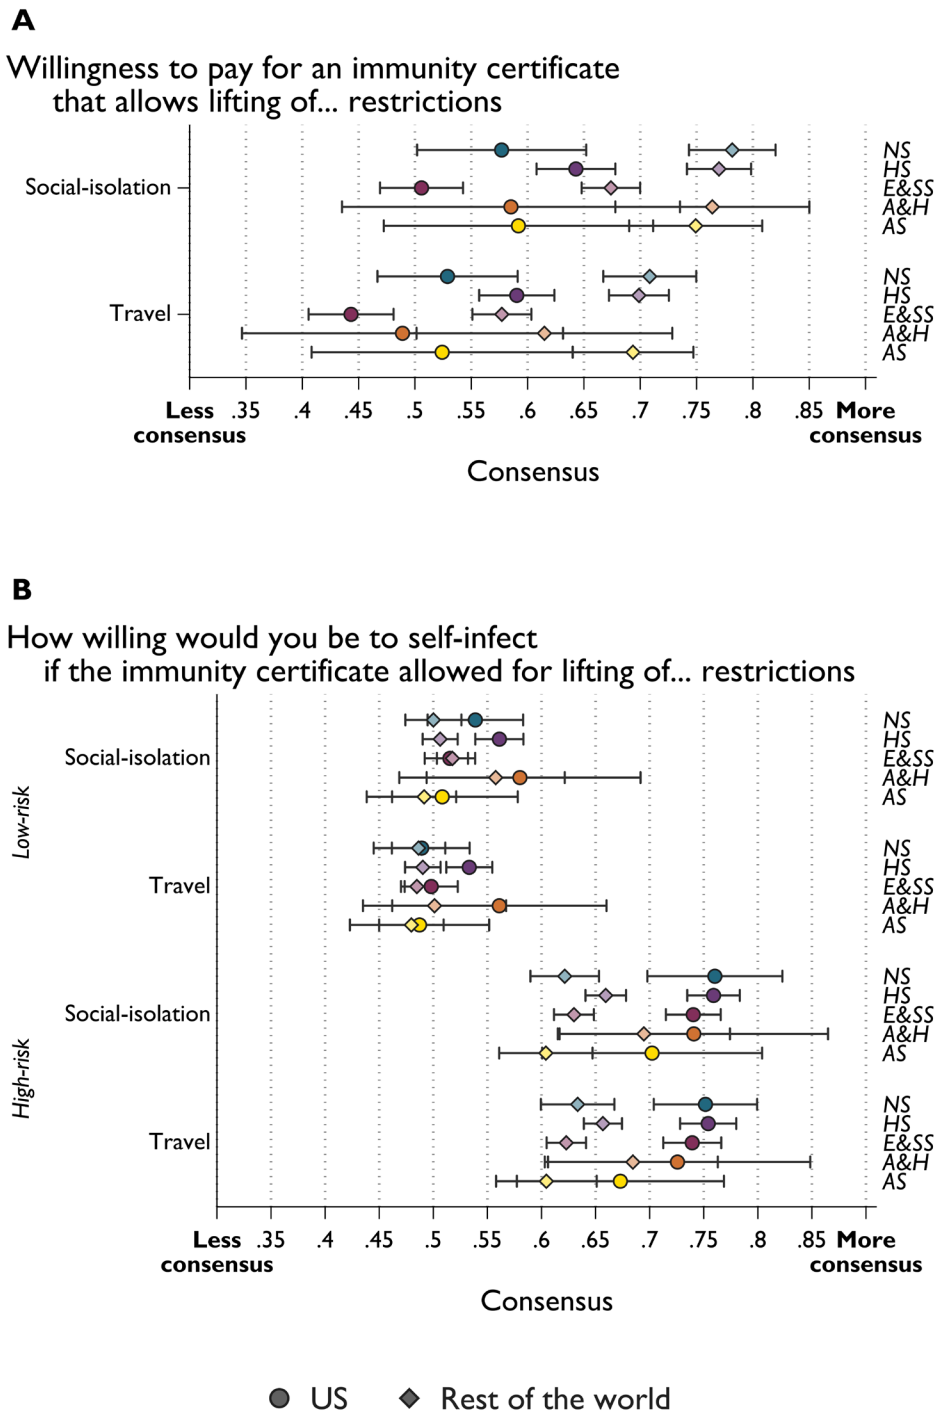 A
Willingness to pay for an immunity certificate
that allows lifting of... restrictions
NS
HS
Social-isolation
E&SS
A&H
AS
NS
HS
Travel
E&SS
A&H
AS
Less .35 .4 .45 .5 .55 .6 .65 .7 .75 .8 .85 More
consensus consensus
Consensus
B
How willing would you be to self-infect
if the immunity certificate allowed for lifting of... restrictions
Low-risk
NS
HS
Social-isolation
E&SS
A&H
AS
NS
HS
Travel
E&SS
A&H
AS
High-risk
NS
HS
Social-isolation
E&SS
A&H
AS
NS
HS
Travel
E&SS
A&H
AS
Less .35 .4 .45 .5 .55 .6 .65 .7 .75 .8 .85 More
consensus consensus
Consensus
US Rest of the world